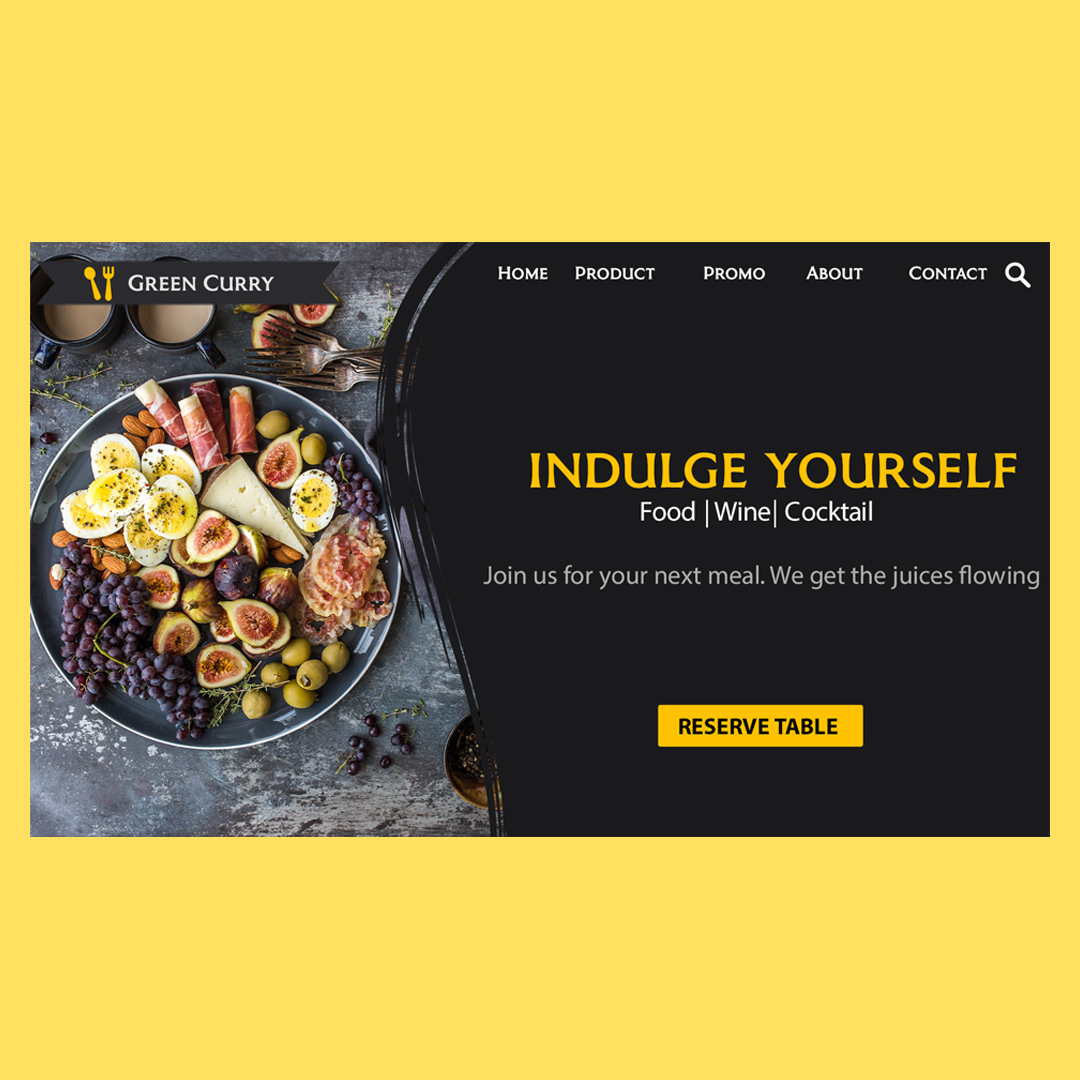 Green Curry
Home Product Promo About Contact
INDULGE YOURSELF
Food |Wine| Cocktail
Join us for your next meal. We get the juices flowing
RESERVE TABLE